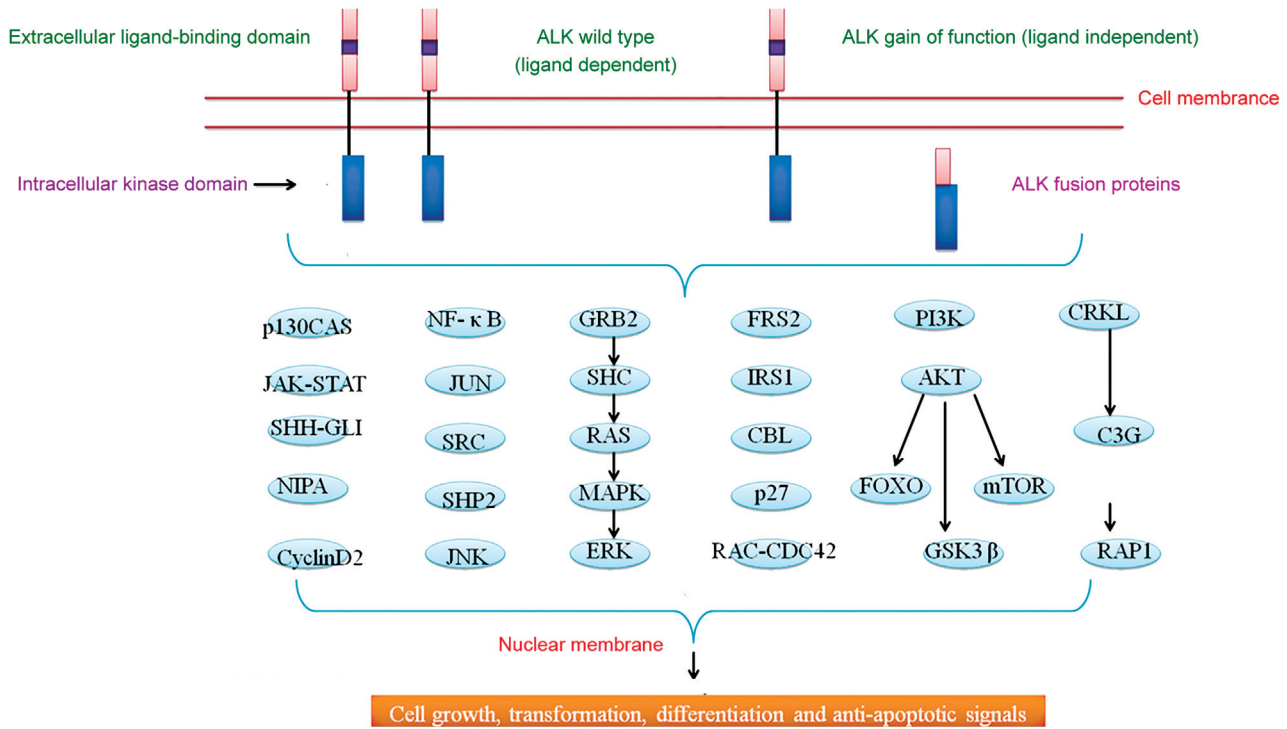 Extracellular ligand-binding domain
ALK wild type
(ligand dependent)
ALK gain of function (ligand independent)
Cell membrance
Intracellular kinase domain
ALK fusion proteins
p130CAS
NF-κB
GRB2
FRS2
PI3K
CRKL
JAK-STAT
JUN
SHC
IRS1
AKT
SHH-GLI
SRC
RAS
CBL
C3G
NIPA
SHP2
MAPK
p27
FOXO
mTOR
CyclinD2
JNK
ERK
RAC-CDC42
GSK3β
RAP1
Nuclear membrane
Cell growth, transformation, differentiation and anti-apoptotic signals